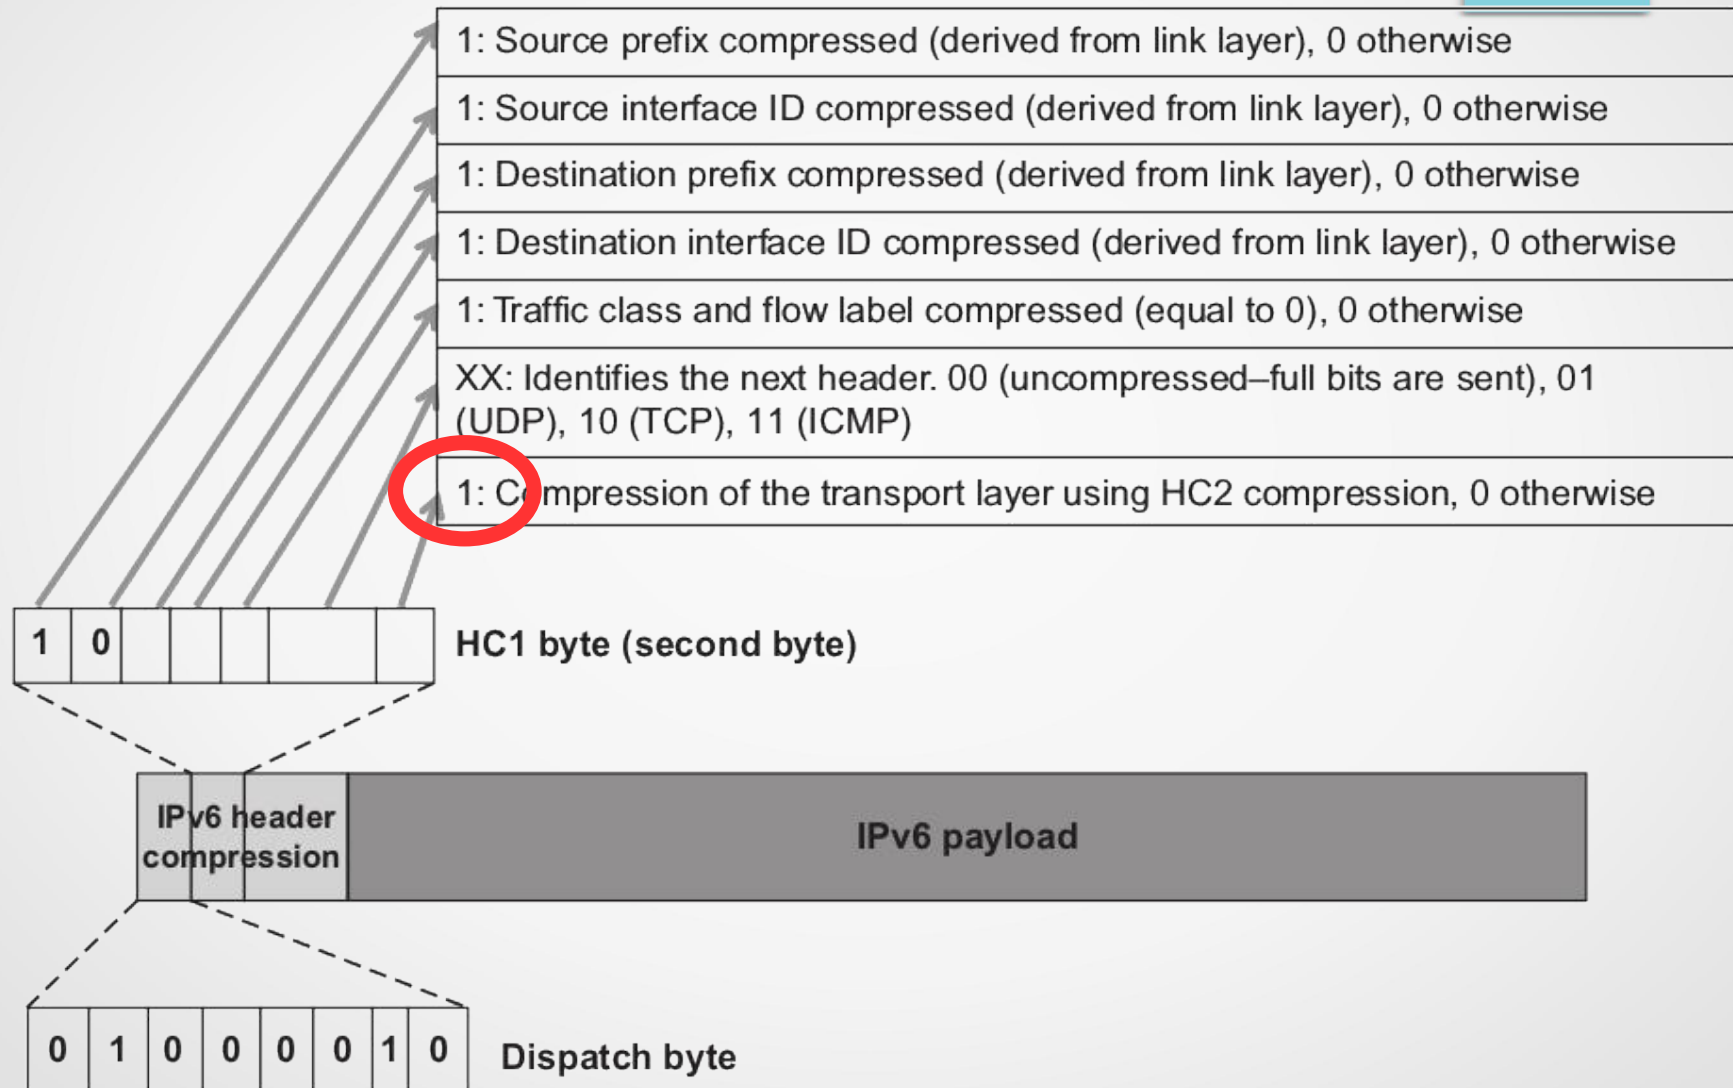 1: Source prefix compressed (derived from link layer), 0 otherwise
1: Source interface ID compressed (derived from link layer), 0 otherwise
1: Destination prefix compressed (derived from link layer), 0 otherwise
1: Destination interface ID compressed (derived from link layer), 0 otherwise
1: Traffic class and flow label compressed (equal to 0), 0 otherwise
XX: Identifies the next header. 00 (uncompressed–full bits are sent), 01
(UDP), 10 (TCP), 11 (ICMP)
1: Compression of the transport layer using HC2 compression, 0 otherwise
1 0 HC1 byte (second byte)
IPv6 header
compression
IPv6 payload
0 1 0 0 0 0 1 0 Dispatch byte